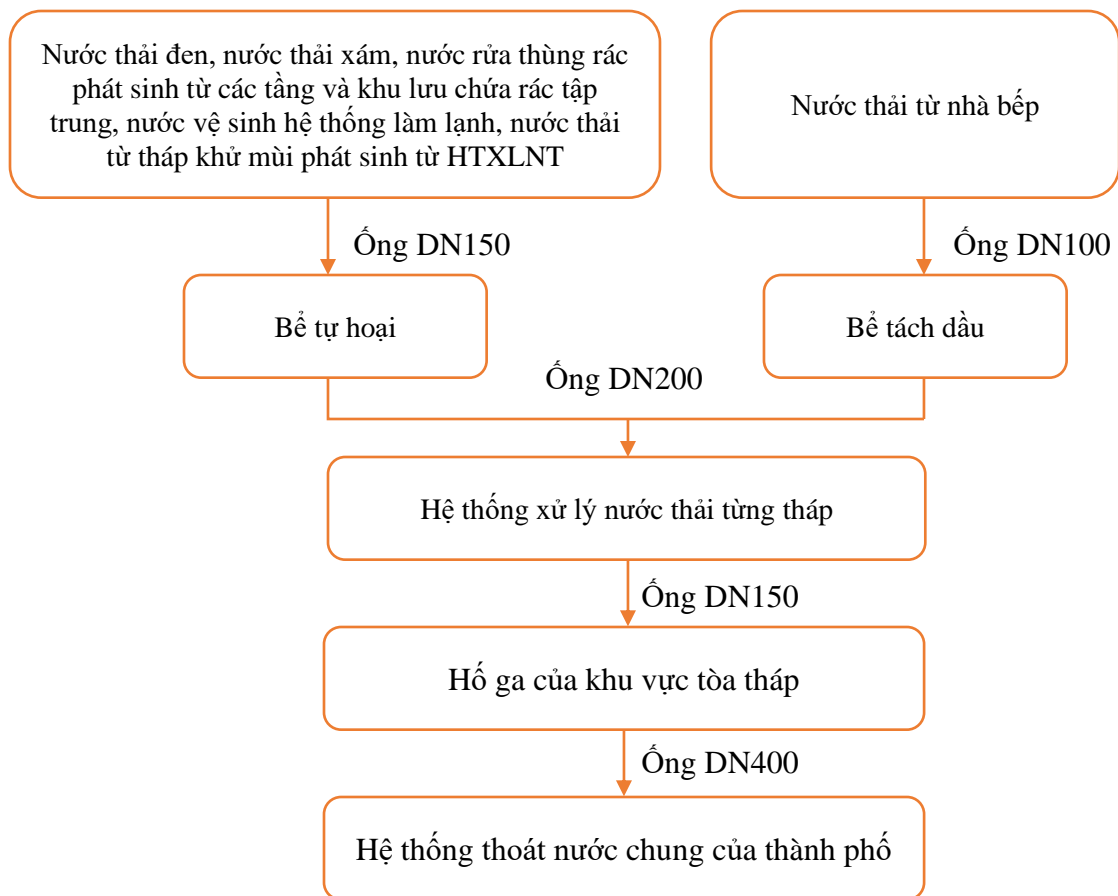 Nước thải đen, nước thải xám, nước rửa thùng rác
phát sinh từ các tầng và khu lưu chứa rác tập
trung, nước vệ sinh hệ thống làm lạnh, nước thải
từ tháp khử mùi phát sinh từ HTXLNT
Nước thải từ nhà bếp
Ống DN150
Ống DN100
Bể tự hoại
Bể tách dầu
Ống DN200
Hệ thống xử lý nước thải từng tháp
Ống DN150
Hố ga của khu vực tòa tháp
Ống DN400
Hệ thống thoát nước chung của thành phố